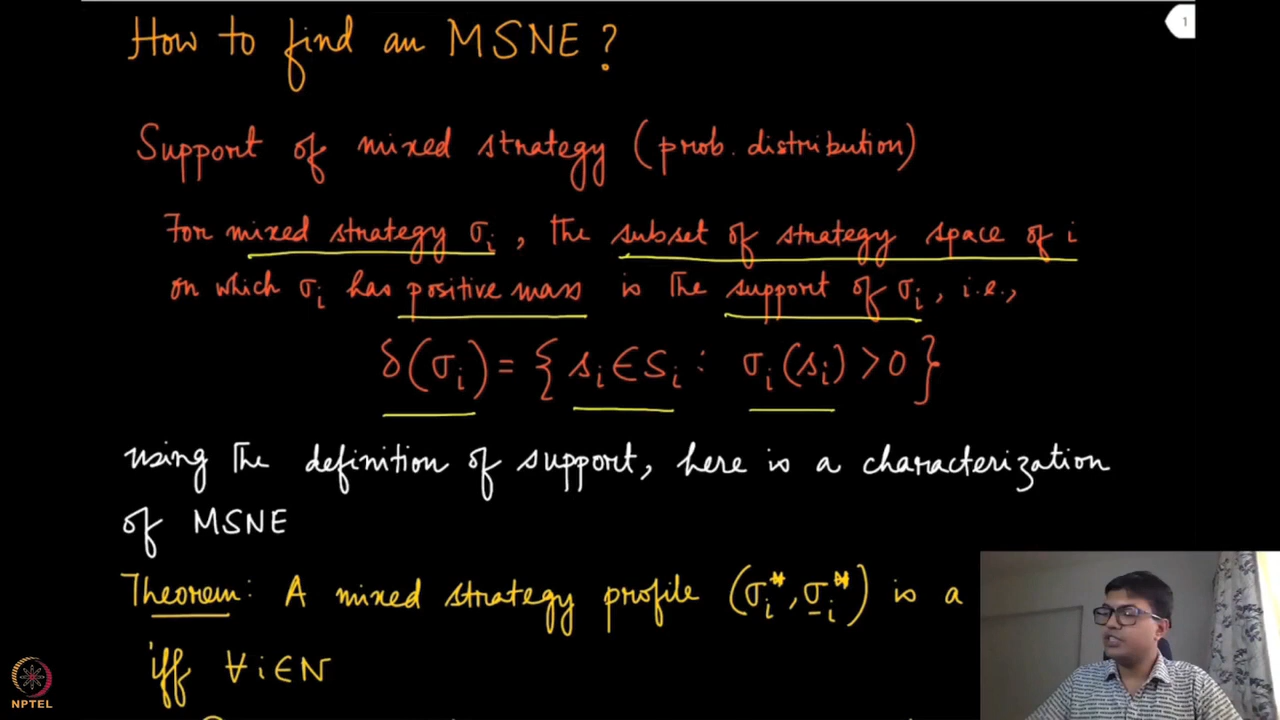 1
How to find an MSNE?
Support of mixed strategy (prob. distribution)
For mixed strategy σᵢ, the subset of strategy space of i
on which σᵢ has positive mass is the support of σᵢ, i.e.,
δ(σᵢ) = { sᵢ ∈ Sᵢ : σᵢ(sᵢ) > 0 }
using the definition of support, here is a characterization
of MSNE
Theorem: A mixed strategy profile (σᵢ*, σ₋ᵢ*) is a
iff ∀ i ∈ N
NPTEL